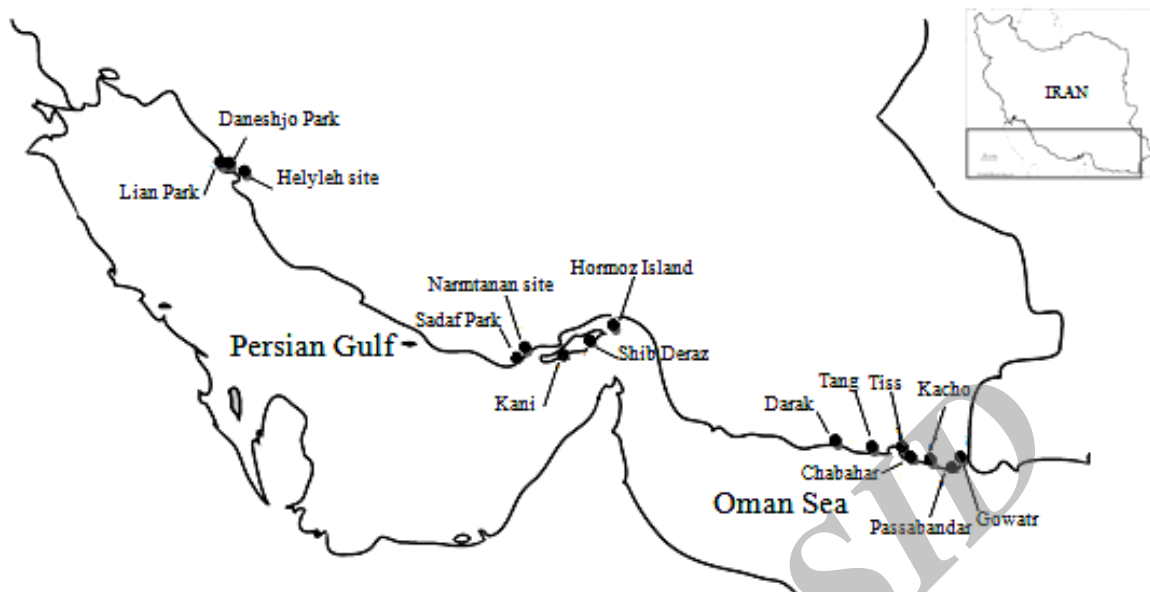 IRAN
Daneshjo Park
Helyleh site
Lian Park
Hormoz Island
Narmtanan site
Sadaf Park
Persian Gulf
Shib Deraz
Kani
Tang
Tiss
Kacho
Darak
Chabahar
Oman Sea
Passabandar
Gowatr
SID